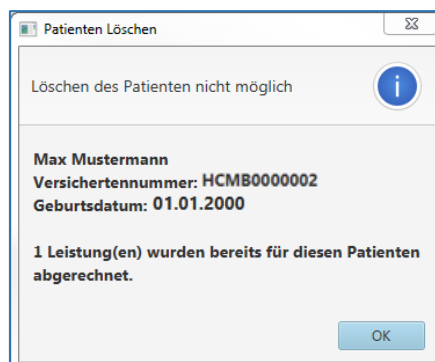 Patienten Löschen
Löschen des Patienten nicht möglich
Max Mustermann
Versichertennummer: HCMB0000002
Geburtsdatum: 01.01.2000
1 Leistung(en) wurden bereits für diesen Patienten
abgerechnet.
OK